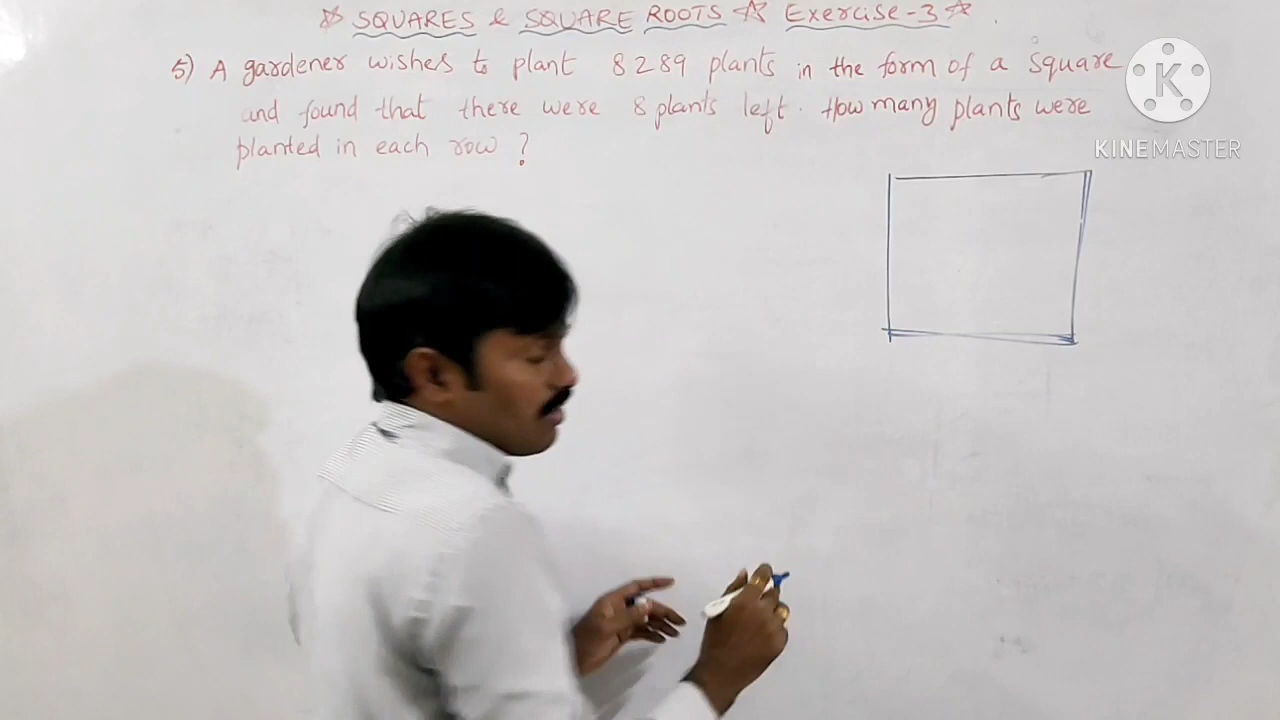 ☆ SQUARES & SQUARE ROOTS ☆ Exercise-3 ☆.
5) A gardener wishes to plant 8289 plants in the form of a square
and found that there were 8 plants left. How many plants were
planted in each row ?
K
KINEMASTER